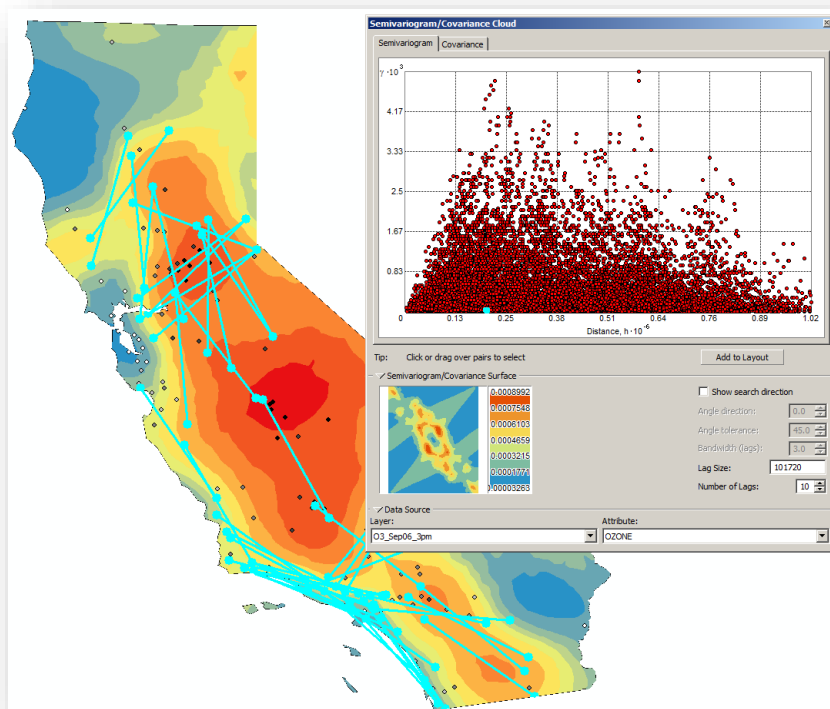 Semivariogram/Covariance Cloud
Semivariogram
Covariance
γ·10³
4.17
3.33
2.5
1.67
0.83
0 0.13 0.25 0.38 0.51 0.64 0.76 0.89 1.02
Distance, h·10⁻⁶
Tip: Click or drag over pairs to select
Add to Layout
Semivariogram/Covariance Surface
Show search direction
0.0008992
0.0007548
0.0006103
0.0004659
0.0003215
0.0001771
0.00003263
Angle direction: 0.0
Angle tolerance: 45.0
Bandwidth (lags): 3.0
Lag Size: 101720
Number of Lags: 10
Data Source
Layer: Attribute:
O3_Sep06_3pm OZONE